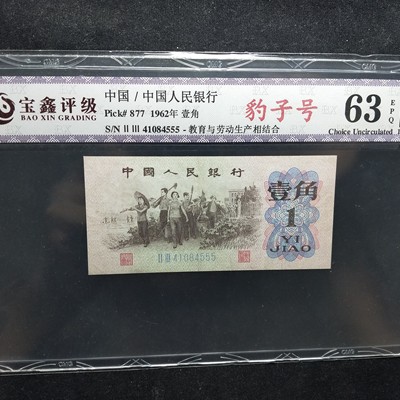 宝鑫评级
BAO XIN GRADING
中国 / 中国人民银行
Pick# 877 1962年 壹角
S/N II III 41084555 - 教育与劳动生产相结合
豹子号
63
EPQ
Choice Uncirculated
中國人民銀行
壹角
1
YI
JIAO
II III 41084555